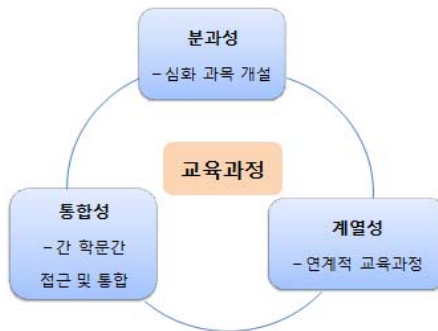 분과성
– 심화 과목 개설
교육과정
통합성
– 간 학문간
접근 및 통합
계열성
– 연계적 교육과정